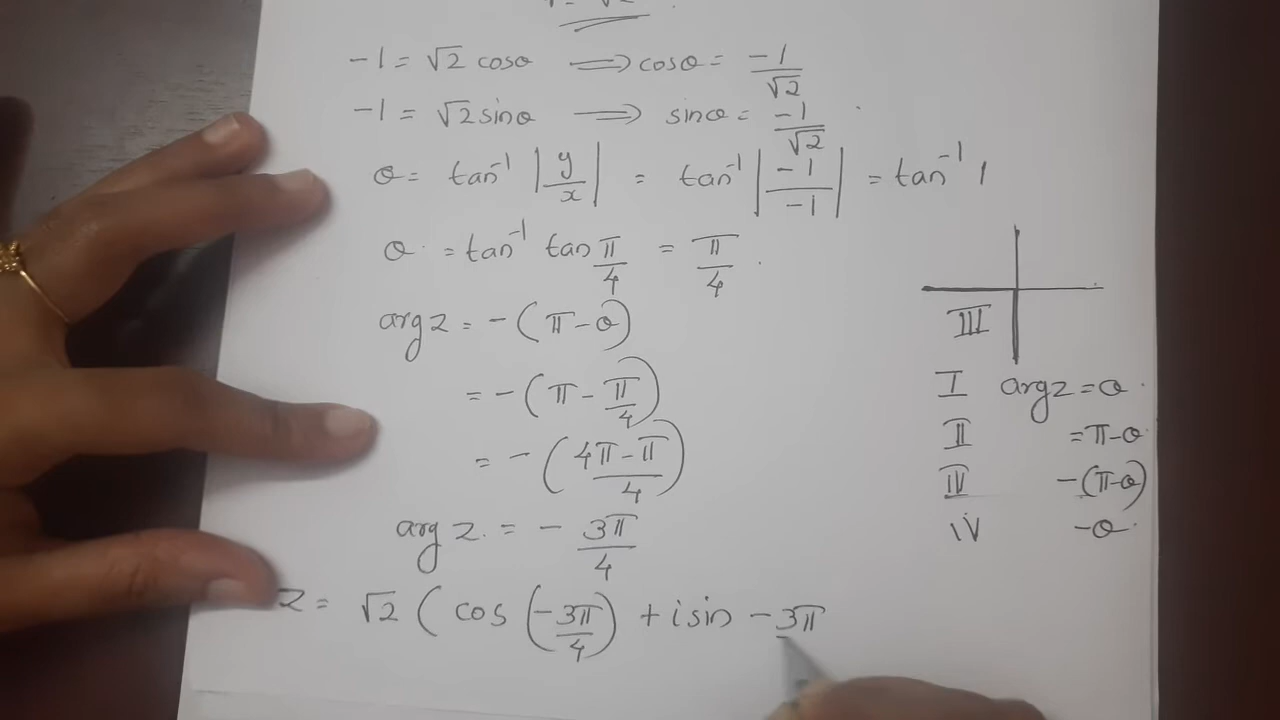 -1 = √2 cosθ ⟹ cosθ = -1/√2
-1 = √2 sinθ ⟹ sinθ = -1/√2
θ = tan⁻¹ |y/x| = tan⁻¹ |-1/-1| = tan⁻¹ 1
θ = tan⁻¹ tan π/4 = π/4 .
arg z = -(π-θ)
= -(π - π/4)
= -(4π-π/4)
arg z = - 3π/4
z = √2 ( cos (-3π/4) + i sin -3π
III
I arg z = θ
II = π-θ
IV -(π-θ)
IV -θ